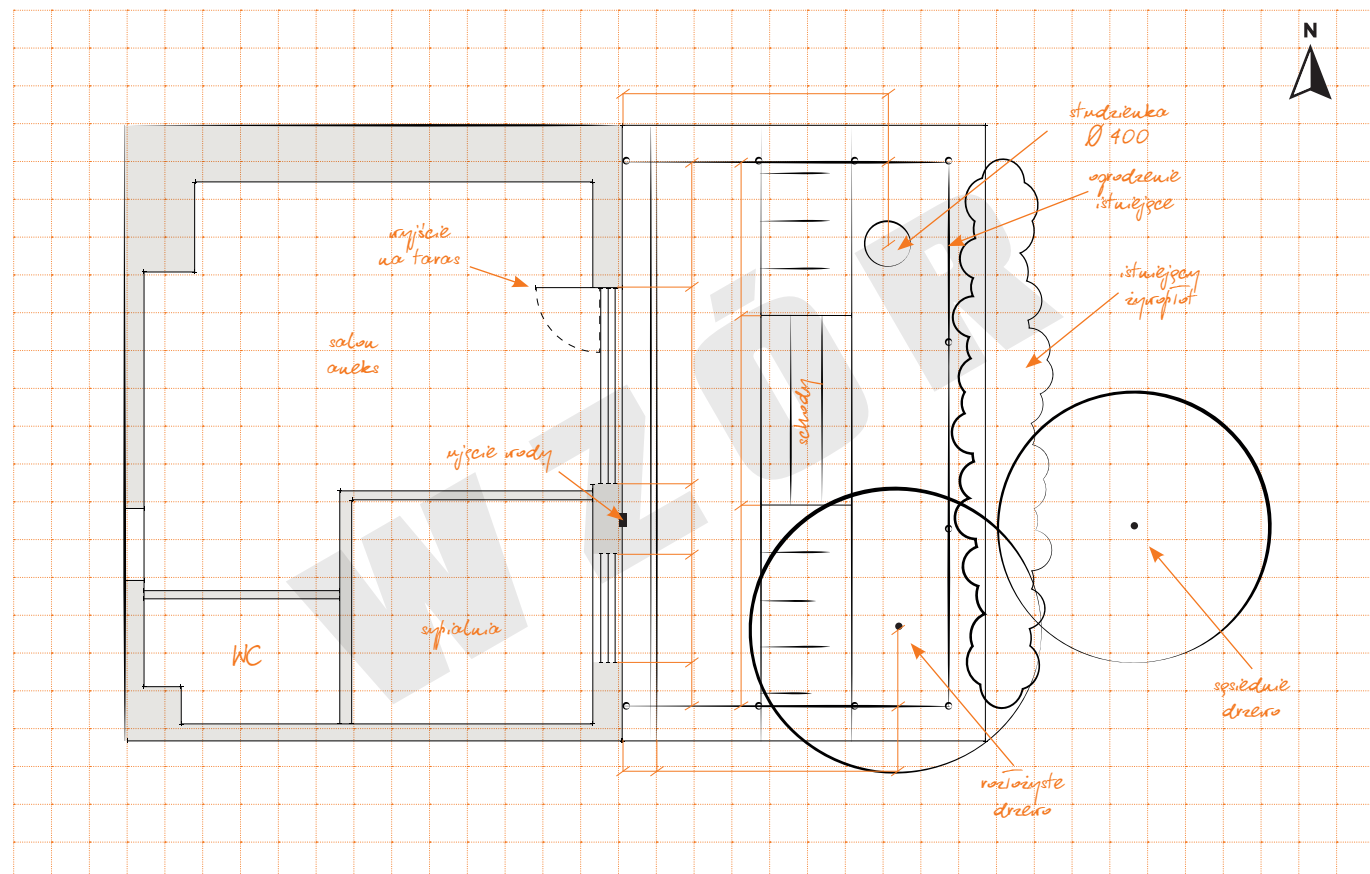 N
studzienka
Ø 400
ogrodzenie
istniejące
wyjście
na taras
istniejący
żywopłot
salon
aneks
schody
ujęcie wody
sypialnia
WC
sąsiednie
drzewo
rozłożyste
drzewo
WZÓR